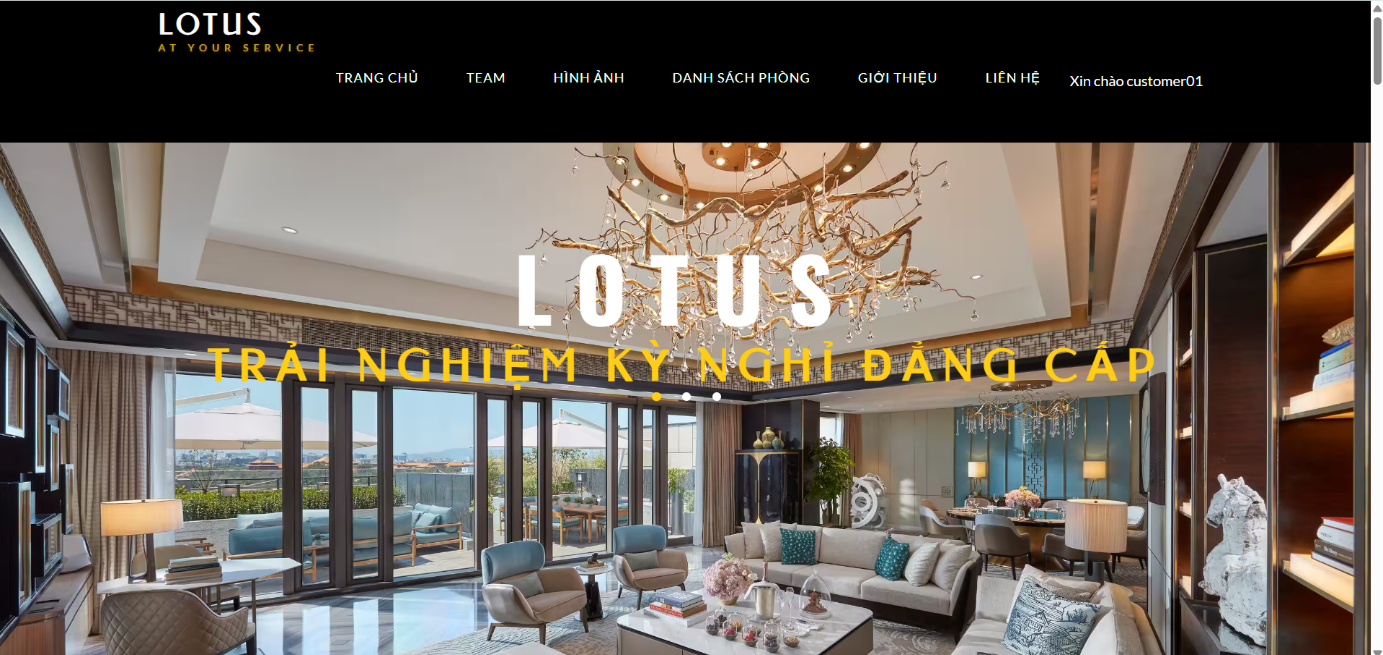 LOTUS
AT YOUR SERVICE
TRANG CHỦ TEAM HÌNH ẢNH DANH SÁCH PHÒNG GIỚI THIỆU LIÊN HỆ Xin chào customer01
LOTUS
TRẢI NGHIỆM KỲ NGHỈ ĐẲNG CẤP